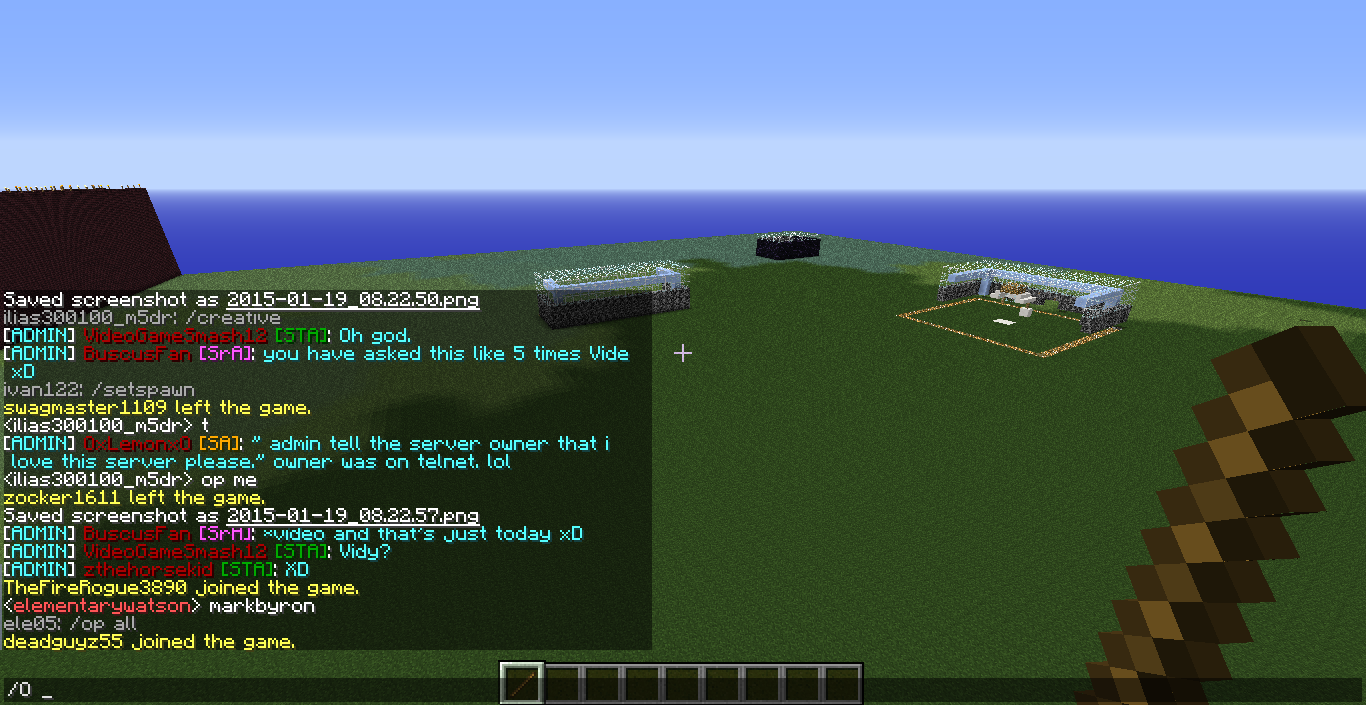 Saved screenshot as 2015-01-19_08.22.50.png
ilias300100_m5dr: /creative
[ADMIN] VideoGameSmash12 [STA]: Oh god.
[ADMIN] BuscusFan [SrA]: you have asked this like 5 times Vide
xD
ivan122: /setspawn
swagmaster1109 left the game.
<ilias300100_m5dr> t
[ADMIN] 0xLemonx0 [SA]: " admin tell the server owner that i
love this server please." owner was on telnet. lol
<ilias300100_m5dr> op me
zocker1611 left the game.
Saved screenshot as 2015-01-19_08.22.57.png
[ADMIN] BuscusFan [SrA]: *video and that's just today xD
[ADMIN] VideoGameSmash12 [STA]: Vidy?
[ADMIN] zthehorsekid [STA]: XD
TheFireRogue3890 joined the game.
<elementarywatson> markbyron
ele05: /op all
deadguyz55 joined the game.
/O _